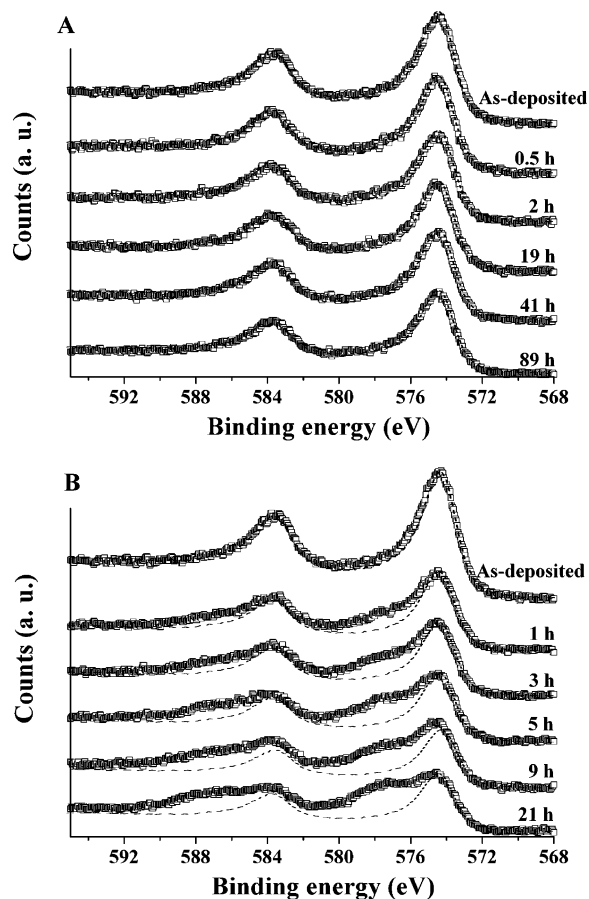 A
Counts (a. u.)
As-deposited
0.5 h
2 h
19 h
41 h
89 h
592 588 584 580 576 572 568
Binding energy (eV)
B
Counts (a. u.)
As-deposited
1 h
3 h
5 h
9 h
21 h
592 588 584 580 576 572 568
Binding energy (eV)